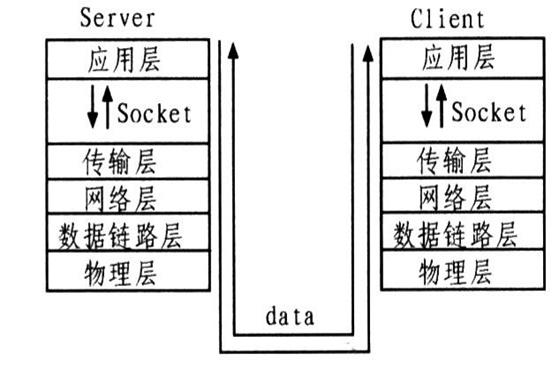 Server
应用层
Socket
传输层
网络层
数据链路层
物理层
Client
应用层
Socket
传输层
网络层
数据链路层
物理层
data